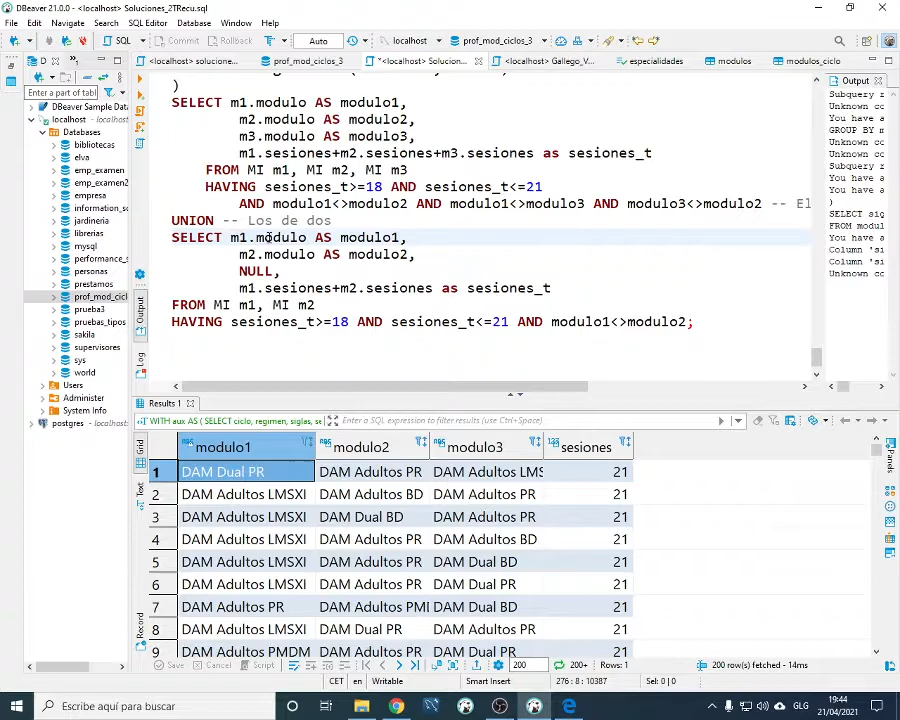 DBeaver 21.0.0 - <localhost> Soluciones_2TRecu.sql
File Edit Navigate Search SQL Editor Database Window Help
SQL Commit Rollback T Auto localhost prof_mod_ciclos_3
D <localhost> solucione... prof_mod_ciclos_3 *<localhost> Solucion... <localhost> Gallego_V... especialidades modulos modulos_ciclo
Enter a part of tabl
DBeaver Sample Data
localhost
Databases
bibliotecas
elva
emp_examen
emp_examen2
empresa
information_sc
jardineria
librerias
mysql
performance_s
personas
prestamos
prof_mod_cicl
prueba3
pruebas_tipos
sakila
supervisores
sys
world
Users
Administer
System Info
postgres
Output
Log
)
SELECT m1.modulo AS modulo1,
m2.modulo AS modulo2,
m3.modulo AS modulo3,
m1.sesiones+m2.sesiones+m3.sesiones as sesiones_t
FROM MI m1, MI m2, MI m3
HAVING sesiones_t>=18 AND sesiones_t<=21
AND modulo1<>modulo2 AND modulo1<>modulo3 AND modulo3<>modulo2 -- El
UNION -- Los de dos
SELECT m1.modulo AS modulo1,
m2.modulo AS modulo2,
NULL,
m1.sesiones+m2.sesiones as sesiones_t
FROM MI m1, MI m2
HAVING sesiones_t>=18 AND sesiones_t<=21 AND modulo1<>modulo2;
Output
Subquery r
Unknown cc
You have a
GROUP BY m
Unknown cc
Unknown cc
Subquery r
You have a
You have a
)
SELECT sig
FROM modul
You have a
Column 'si
Column 'si
Unknown cc
Results 1
WITH aux AS ( SELECT ciclo, regimen, siglas, se Enter a SQL expression to filter results (use Ctrl+Space)
Grid
Text
Record
Panels
modulo1 modulo2 modulo3 sesiones
1 DAM Dual PR DAM Adultos PR DAM Adultos LMS 21
2 DAM Adultos LMSXI DAM Adultos BD DAM Adultos PR 21
3 DAM Adultos LMSXI DAM Dual BD DAM Adultos PR 21
4 DAM Adultos LMSXI DAM Adultos PR DAM Adultos BD 21
5 DAM Adultos LMSXI DAM Adultos PR DAM Dual BD 21
6 DAM Adultos LMSXI DAM Adultos PR DAM Dual PR 21
7 DAM Adultos PR DAM Adultos PMD DAM Dual BD 21
8 DAM Adultos LMSXI DAM Dual PR DAM Adultos PR 21
9 DAM Adultos PMDM DAM Dual BD DAM Adultos PR 21
Save Cancel Script 200 200+ Rows: 1 200 row(s) fetched - 14ms
CET en Writable Smart Insert 276 : 8 : 10387 Sel: 0 | 0
Escribe aquí para buscar
19:44
21/04/2021